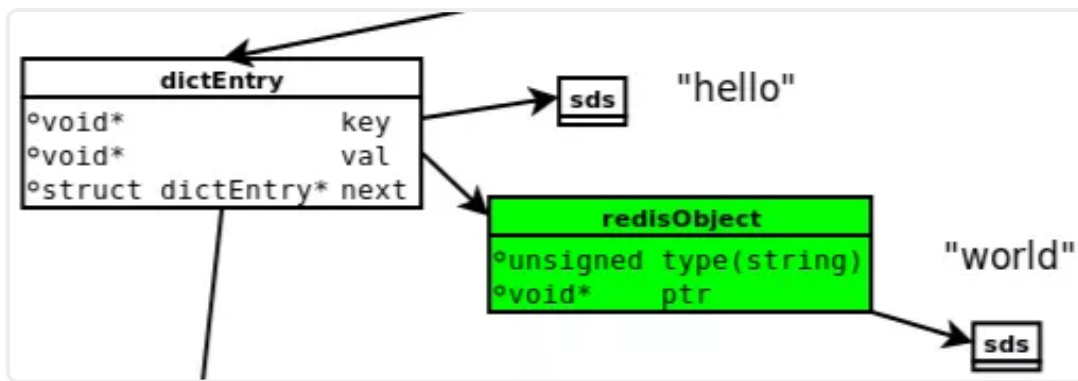 dictEntry
void* key
void* val
struct dictEntry* next
sds
"hello"
redisObject
unsigned type(string)
void* ptr
"world"
sds